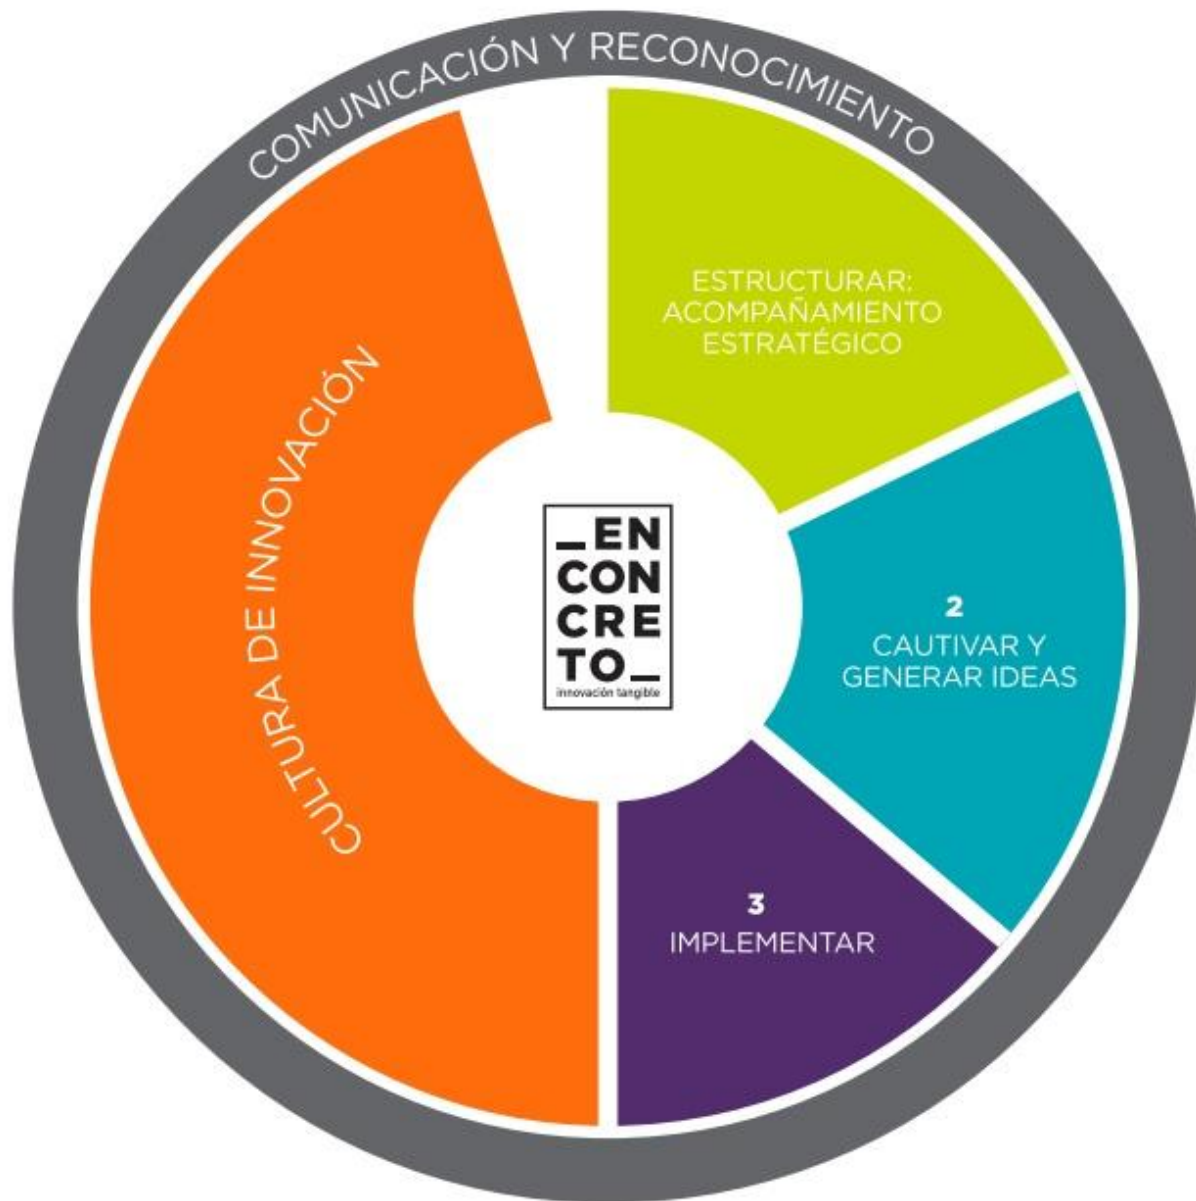 COMUNICACIÓN Y RECONOCIMIENTO
ESTRUCTURAR:
ACOMPAÑAMIENTO
ESTRATÉGICO
2
CAUTIVAR Y
GENERAR IDEAS
3
IMPLEMENTAR
CULTURA DE INNOVACIÓN
_EN
CON
CRE
TO_
innovación tangible